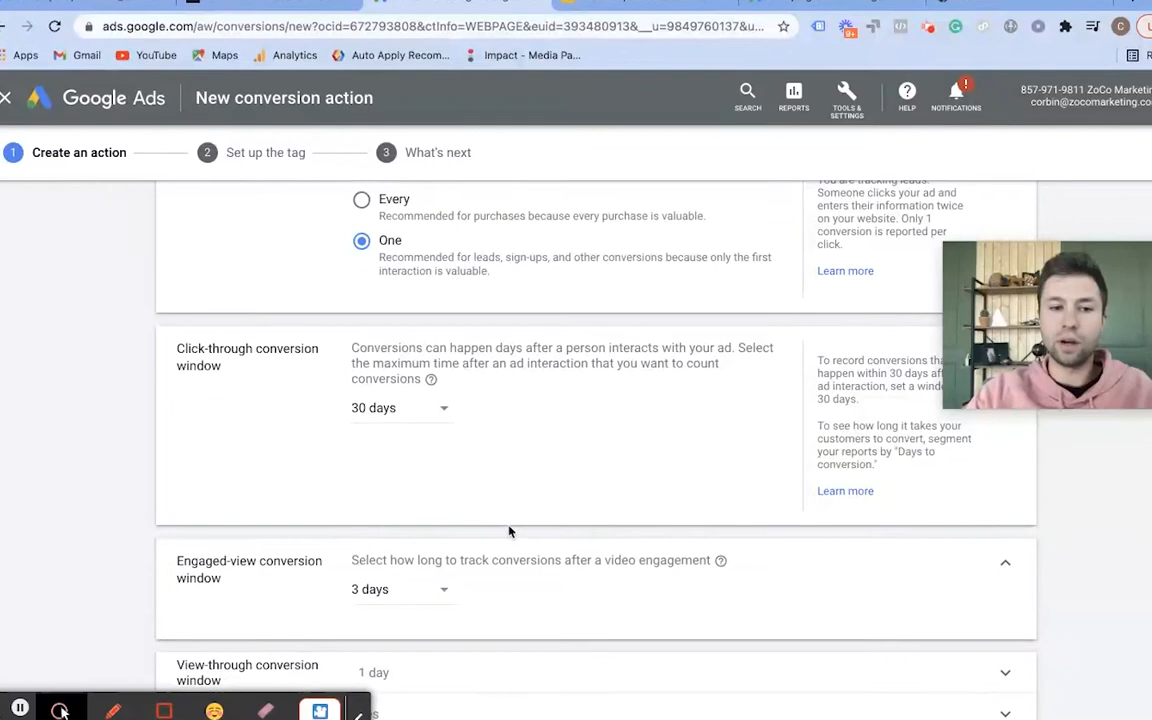 ads.google.com/aw/conversions/new?ocid=672793808&ctInfo=WEBPAGE&euid=393480913&__u=9849760137&u...
9+
C
Apps
Gmail
YouTube
Maps
Analytics
Auto Apply Recom...
Impact - Media Pa...
Google Ads
New conversion action
SEARCH
REPORTS
TOOLS &
SETTINGS
HELP
NOTIFICATIONS
857-971-9811 ZoCo Marketin
corbin@zocomarketing.c
1 Create an action
2 Set up the tag
3 What's next
Every
Recommended for purchases because every purchase is valuable.
One
Recommended for leads, sign-ups, and other conversions because only the first
interaction is valuable.
You are tracking leads.
Someone clicks your ad and
enters their information twice
on your website. Only 1
conversion is reported per
click.
Learn more
Click-through conversion
window
Conversions can happen days after a person interacts with your ad. Select
the maximum time after an ad interaction that you want to count
conversions
30 days
To record conversions tha
happen within 30 days af
ad interaction, set a wind
30 days.
To see how long it takes your
customers to convert, segment
your reports by "Days to
conversion."
Learn more
Engaged-view conversion
window
Select how long to track conversions after a video engagement
3 days
View-through conversion
window
1 day